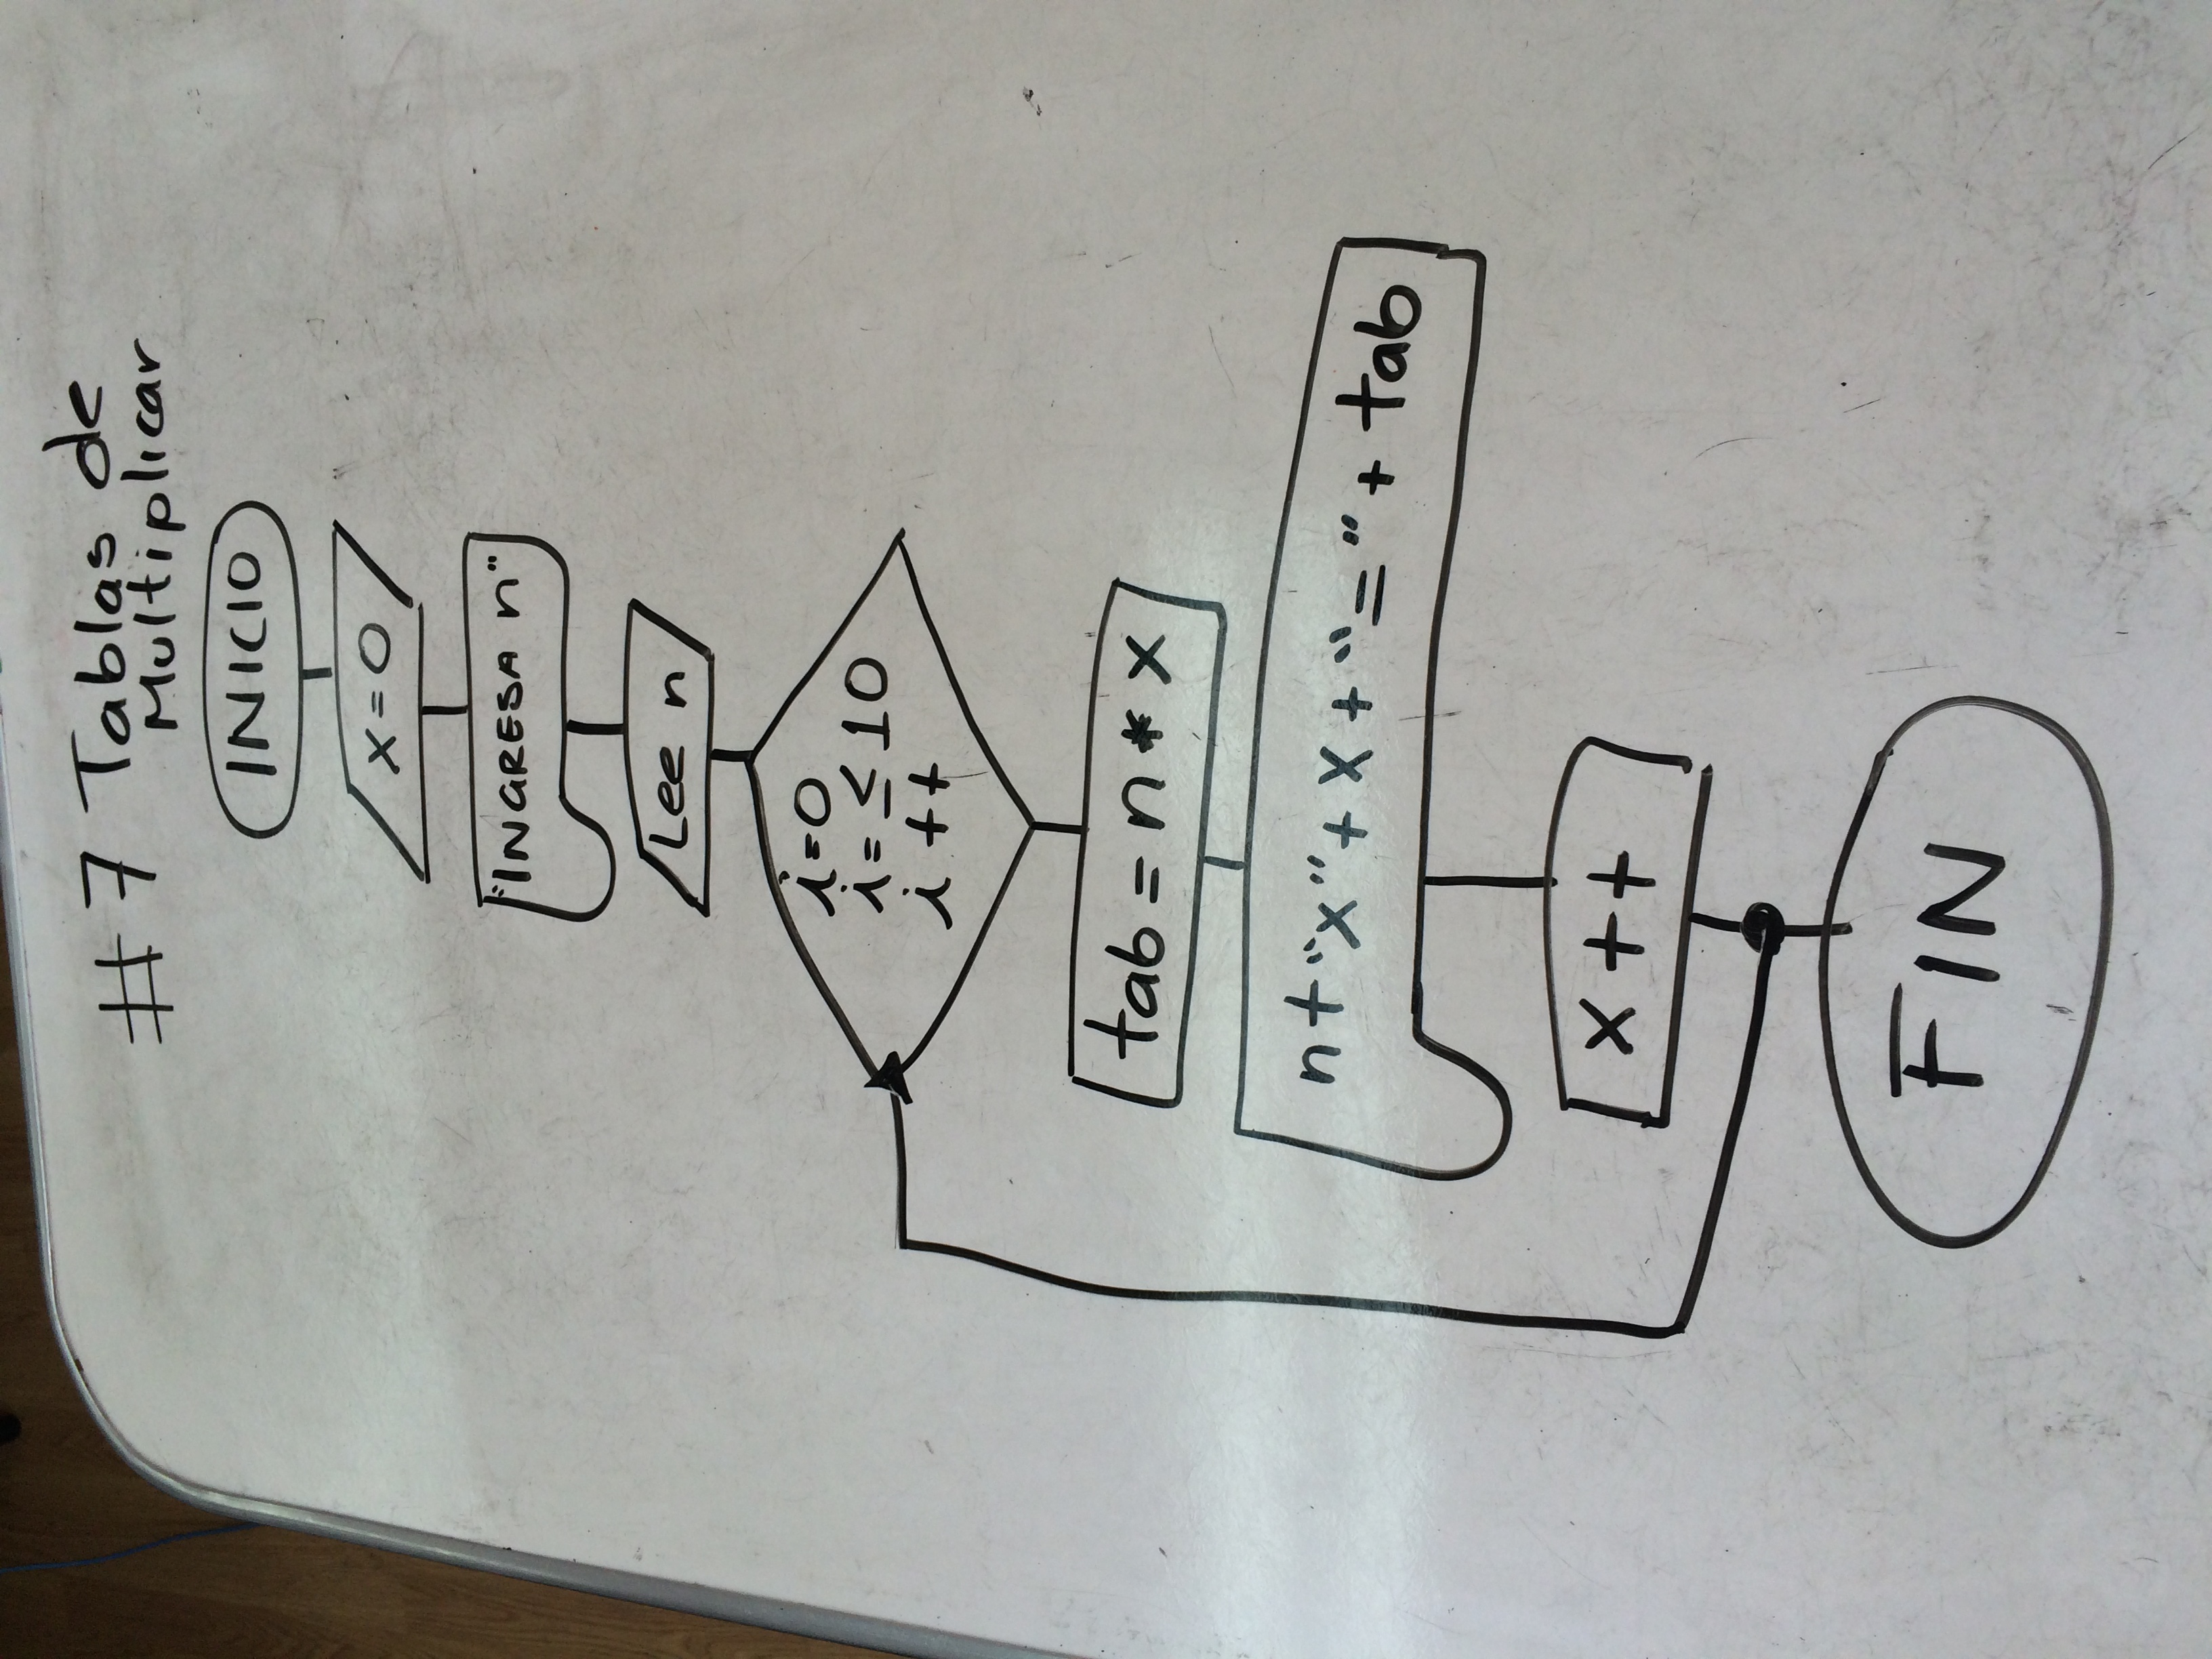 #7 Tablas de
Multiplicar
INICIO
x=0
"INGRESA n"
Lee n
i=0
i=≤10
i++
tab=n*x
n+"x"+x+"="+tab
x++
FIN